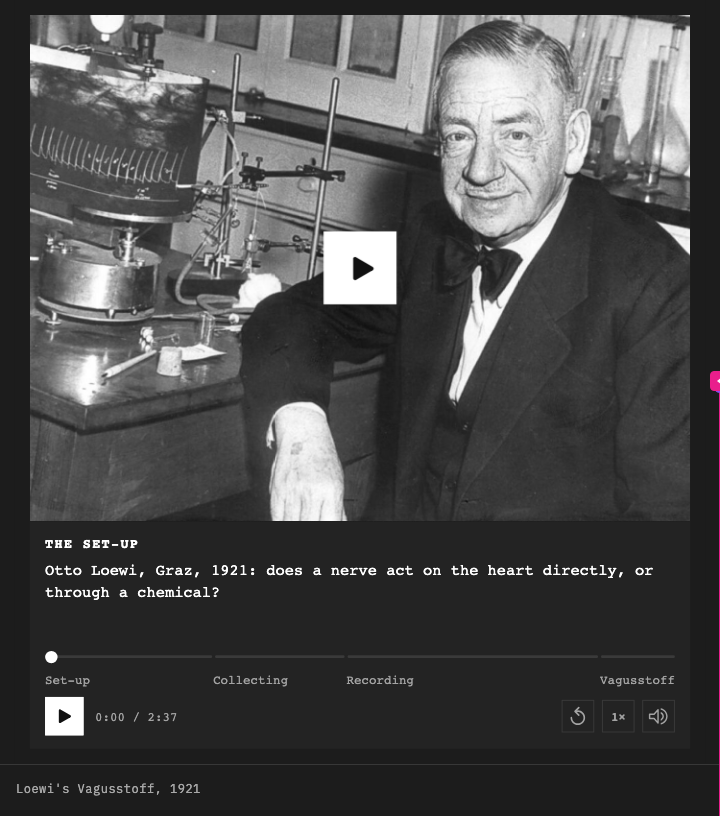 THE SET-UP
Otto Loewi, Graz, 1921: does a nerve act on the heart directly, or
through a chemical?
Set-up Collecting Recording Vagusstoff
0:00 / 2:37 1×
Loewi's Vagusstoff, 1921